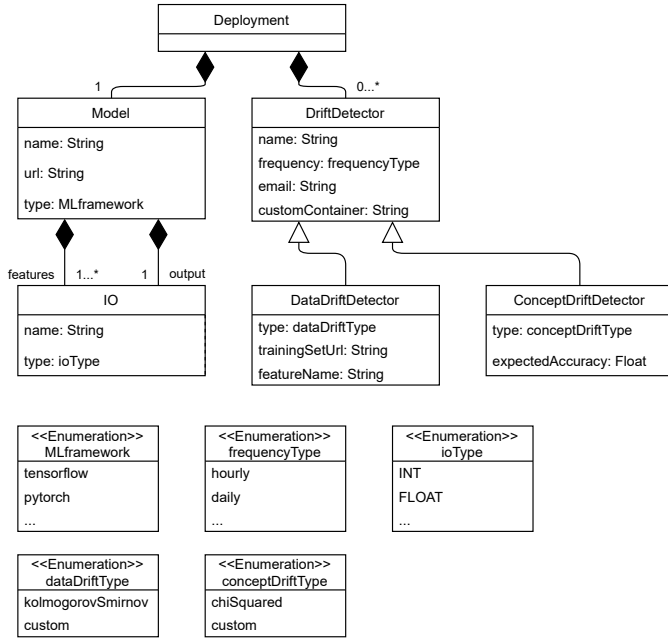 Deployment
1
0...*
Model
name: String
url: String
type: MLframework
DriftDetector
name: String
frequency: frequencyType
email: String
customContainer: String
features
1...*
1
output
IO
name: String
type: ioType
DataDriftDetector
type: dataDriftType
trainingSetUrl: String
featureName: String
ConceptDriftDetector
type: conceptDriftType
expectedAccuracy: Float
<<Enumeration>>
MLframework
tensorflow
pytorch
...
<<Enumeration>>
frequencyType
hourly
daily
...
<<Enumeration>>
ioType
INT
FLOAT
...
<<Enumeration>>
dataDriftType
kolmogorovSmirnov
custom
<<Enumeration>>
conceptDriftType
chiSquared
custom